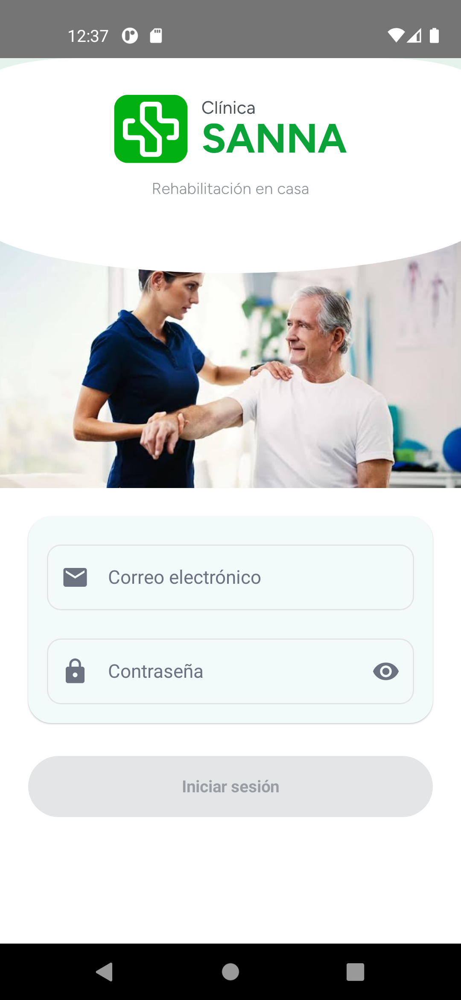 12:37
Clínica
SANNA
Rehabilitación en casa
Correo electrónico
Contraseña
Iniciar sesión